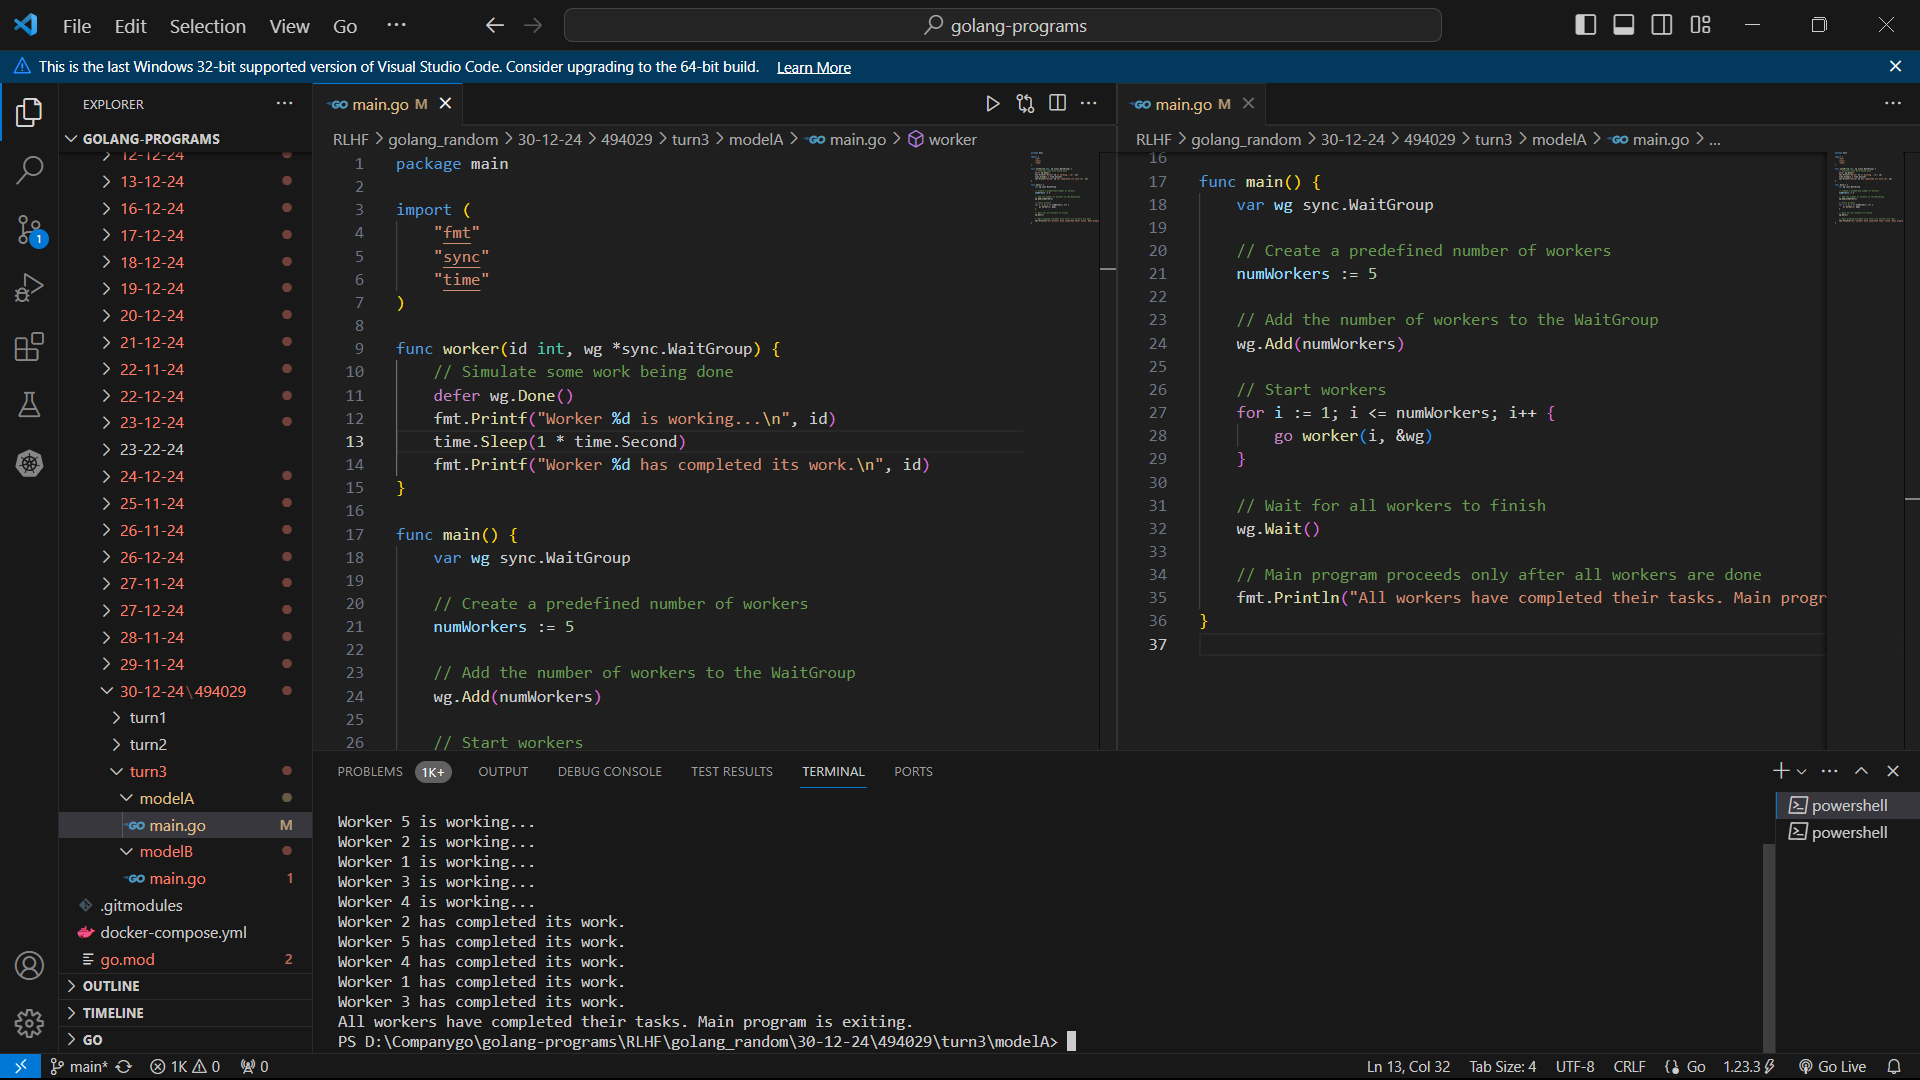 File Edit Selection View Go ··· golang-programs
This is the last Windows 32-bit supported version of Visual Studio Code. Consider upgrading to the 64-bit build. Learn More
EXPLORER
GOLANG-PROGRAMS
12-12-24
13-12-24
16-12-24
17-12-24
18-12-24
19-12-24
20-12-24
21-12-24
22-11-24
22-12-24
23-12-24
23-22-24
24-12-24
25-11-24
26-11-24
26-12-24
27-11-24
27-12-24
28-11-24
29-11-24
30-12-24\494029
turn1
turn2
turn3
modelA
main.go M
modelB
main.go 1
.gitmodules
docker-compose.yml
go.mod 2
OUTLINE
TIMELINE
GO
1
main.go M
RLHF > golang_random > 30-12-24 > 494029 > turn3 > modelA > main.go > worker
1 package main
2
3 import (
4 "fmt"
5 "sync"
6 "time"
7 )
8
9 func worker(id int, wg *sync.WaitGroup) {
10 // Simulate some work being done
11 defer wg.Done()
12 fmt.Printf("Worker %d is working...\n", id)
13 time.Sleep(1 * time.Second)
14 fmt.Printf("Worker %d has completed its work.\n", id)
15 }
16
17 func main() {
18 var wg sync.WaitGroup
19
20 // Create a predefined number of workers
21 numWorkers := 5
22
23 // Add the number of workers to the WaitGroup
24 wg.Add(numWorkers)
25
26 // Start workers
main.go M
RLHF > golang_random > 30-12-24 > 494029 > turn3 > modelA > main.go > ...
16
17 func main() {
18 var wg sync.WaitGroup
19
20 // Create a predefined number of workers
21 numWorkers := 5
22
23 // Add the number of workers to the WaitGroup
24 wg.Add(numWorkers)
25
26 // Start workers
27 for i := 1; i <= numWorkers; i++ {
28 go worker(i, &wg)
29 }
30
31 // Wait for all workers to finish
32 wg.Wait()
33
34 // Main program proceeds only after all workers are done
35 fmt.Println("All workers have completed their tasks. Main progr
36 }
37
PROBLEMS 1K+ OUTPUT DEBUG CONSOLE TEST RESULTS TERMINAL PORTS
Worker 5 is working...
Worker 2 is working...
Worker 1 is working...
Worker 3 is working...
Worker 4 is working...
Worker 2 has completed its work.
Worker 5 has completed its work.
Worker 4 has completed its work.
Worker 1 has completed its work.
Worker 3 has completed its work.
All workers have completed their tasks. Main program is exiting.
PS D:\Companygo\golang-programs\RLHF\golang_random\30-12-24\494029\turn3\modelA>
powershell
powershell
main* 1K 0 0 Ln 13, Col 32 Tab Size: 4 UTF-8 CRLF Go 1.23.3 Go Live